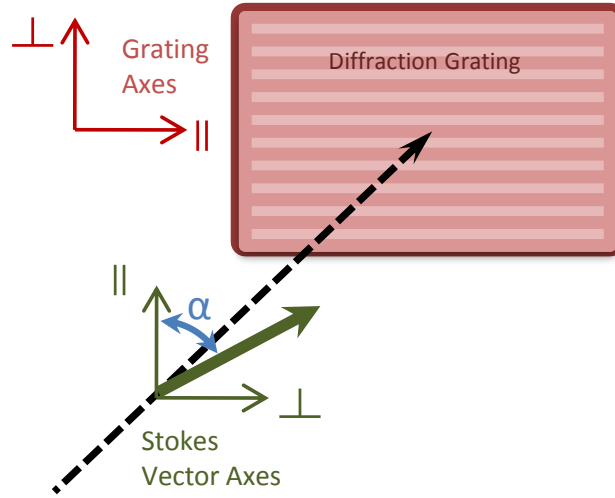 ⊥
Grating
Axes
||
Diffraction Grating
||
α
⊥
Stokes
Vector Axes